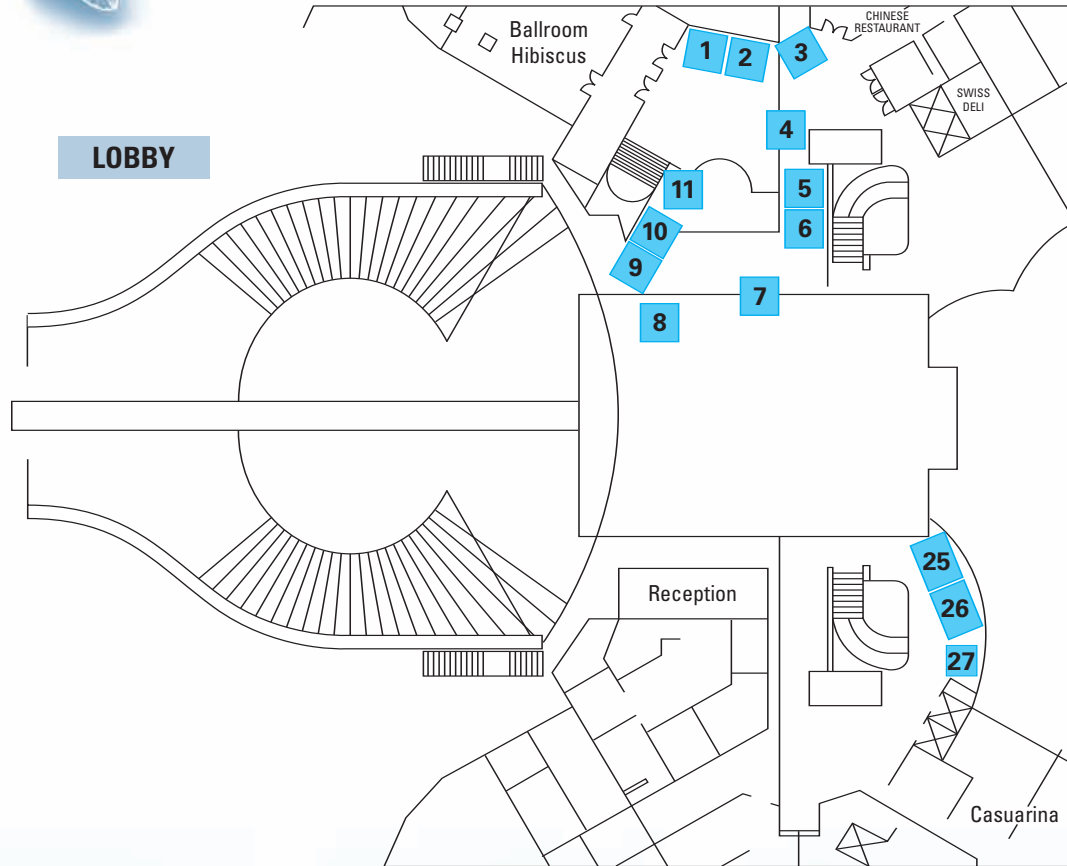 CHINESE
RESTAURANT
Ballroom
Hibiscus
1
2
3
SWISS
DELI
4
LOBBY
11
5
10
6
9
7
8
25
Reception
26
27
Casuarina